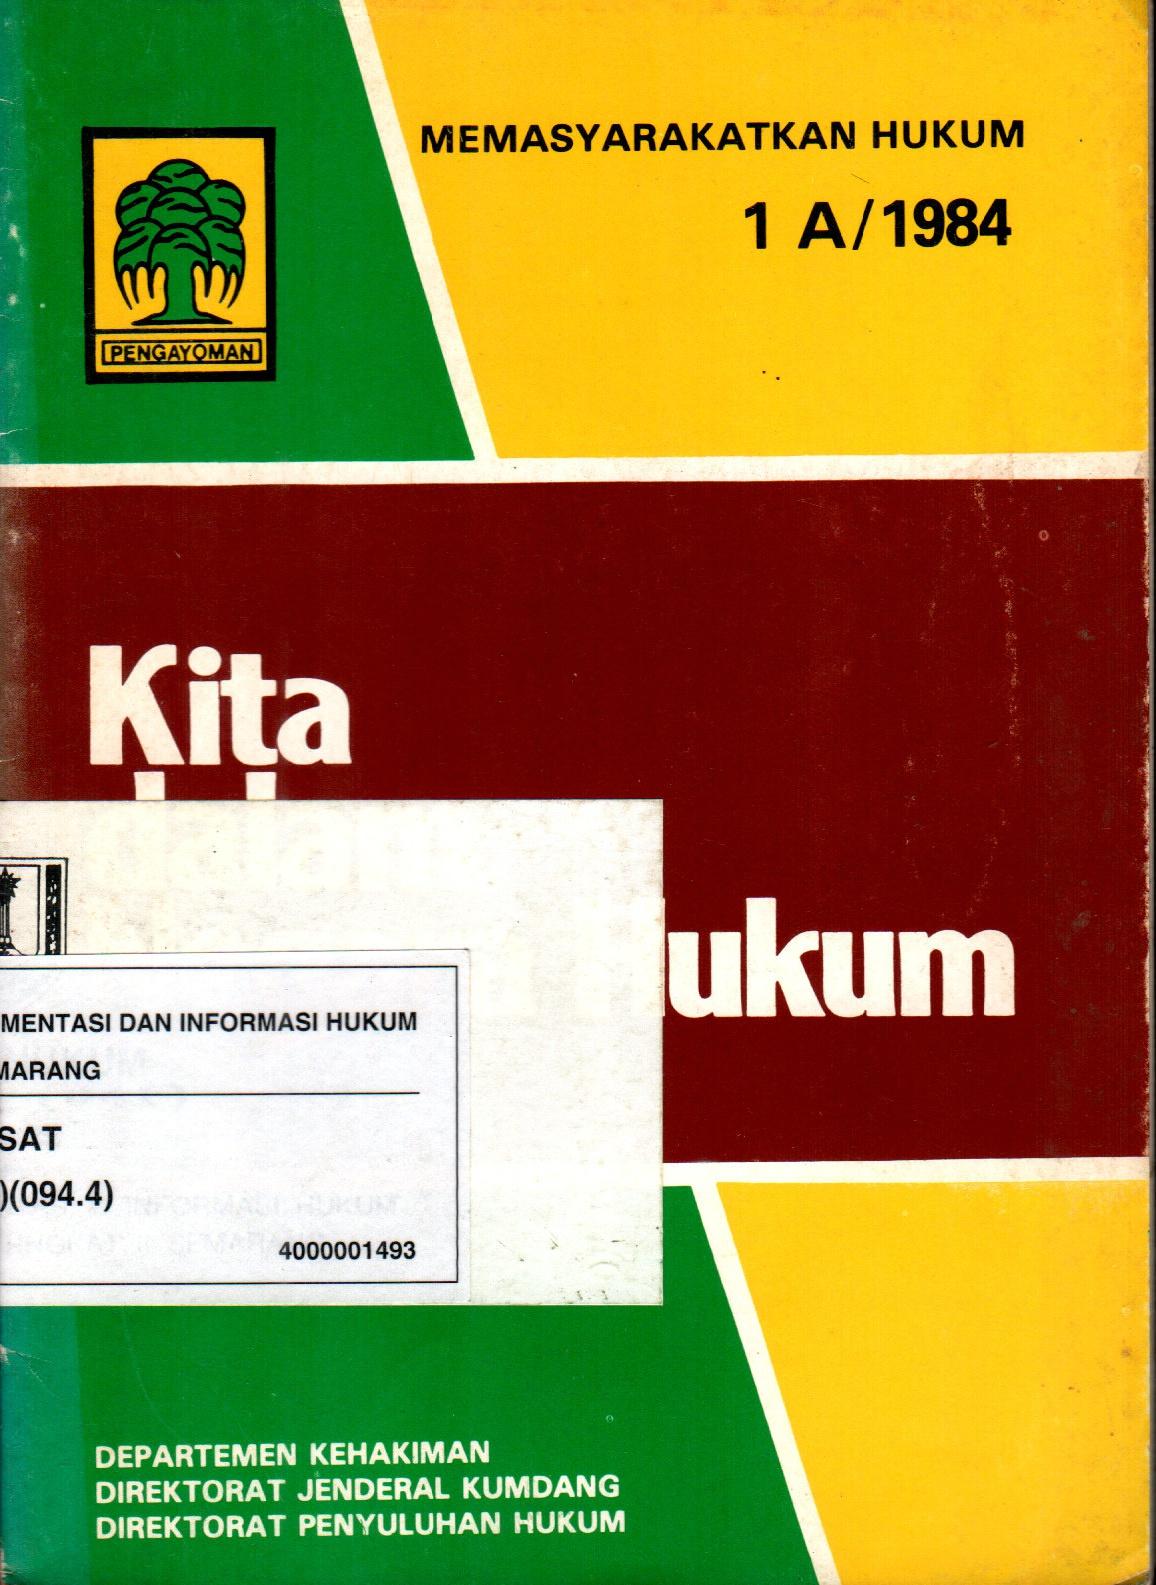 MEMASYARAKATKAN HUKUM
1 A/1984
PENGAYOMAN
Kita
ukum
MENTASI DAN INFORMASI HUKUM
MARANG
SAT
)(094.4)
4000001493
DEPARTEMEN KEHAKIMAN
DIREKTORAT JENDERAL KUMDANG
DIREKTORAT PENYULUHAN HUKUM